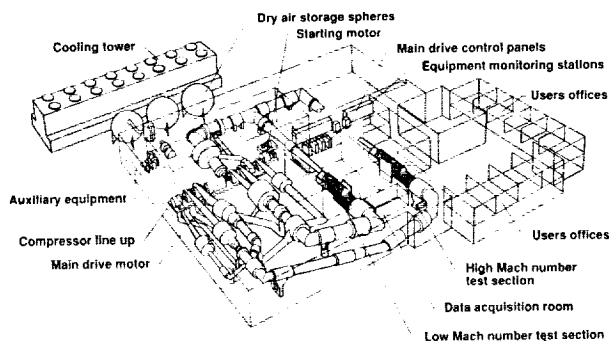 Dry air storage spheres
Cooling tower
Starting motor
Main drive control panels
Equipment monitoring stations
Users offices
Auxiliary equipment
Compressor line up
Main drive motor
Users offices
High Mach number
test section
Data acquisition room
Low Mach number test section